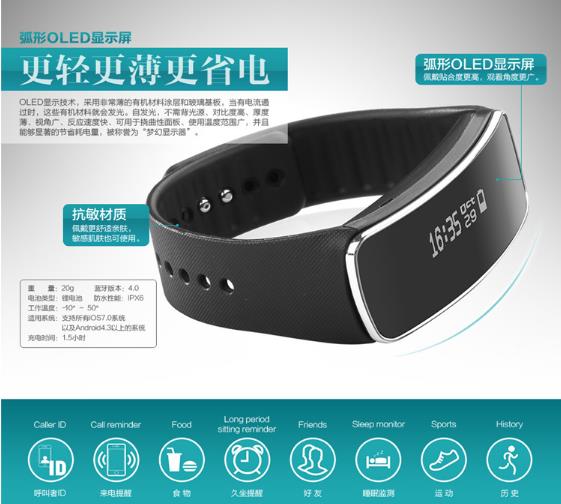 弧形OLED显示屏
更轻更薄更省电
OLED显示技术，采用非常薄的有机材料涂层和玻璃基板，当有电流通
过时，这些有机材料就会发光。自发光，不需背光源、对比度高、厚度
薄、视角广、反应速度快、可用于挠曲性面板、使用温度范围广，并且
能够显著的节省耗电量，被称誉为“梦幻显示器”。
弧形OLED显示屏
佩戴贴合度更高，观看角度更广。
抗敏材质
佩戴更舒适亲肤，
敏感肌肤也可使用。
16:35 OCT 29
重 量：20g 蓝牙版本：4.0
电池类型：锂电池 防水性能：IPX6
工作温度：-10° - 50°
适用系统：支持所有IOS7.0系统
以及Android4.3以上的系统
充电时间：1.5小时
Caller ID Call reminder Food Long period sitting reminder Friends Sleep monitor Sports History
ID
呼叫者ID 来电提醒 食 物 久坐提醒 好 友 睡眠监测 运 动 历 史